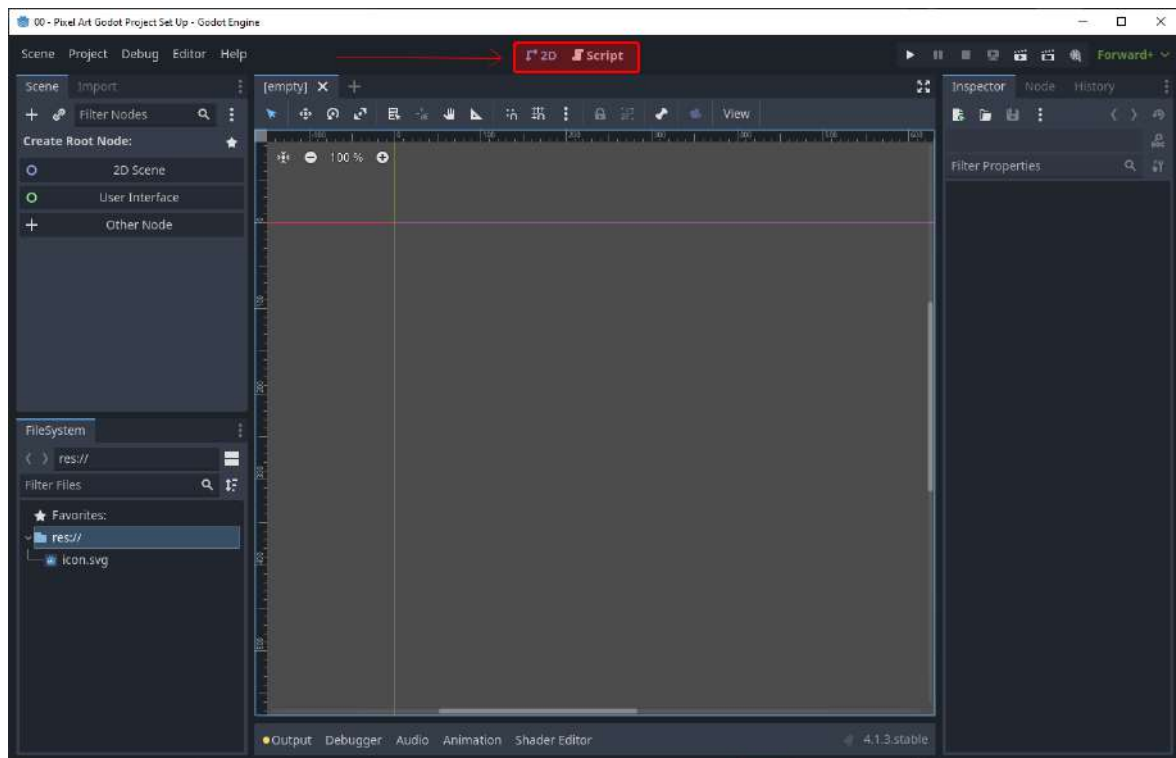 00 - Pixel Art Godot Project Set Up - Godot Engine
Scene Project Debug Editor Help
2D Script
Forward+
Scene Import
[empty]
Inspector Node History
Filter Nodes
View
Create Root Node:
100 %
2D Scene
Filter Properties
User Interface
Other Node
FileSystem
res://
Filter Files
Favorites:
res://
icon.svg
Output Debugger Audio Animation Shader Editor
4.1.3.stable